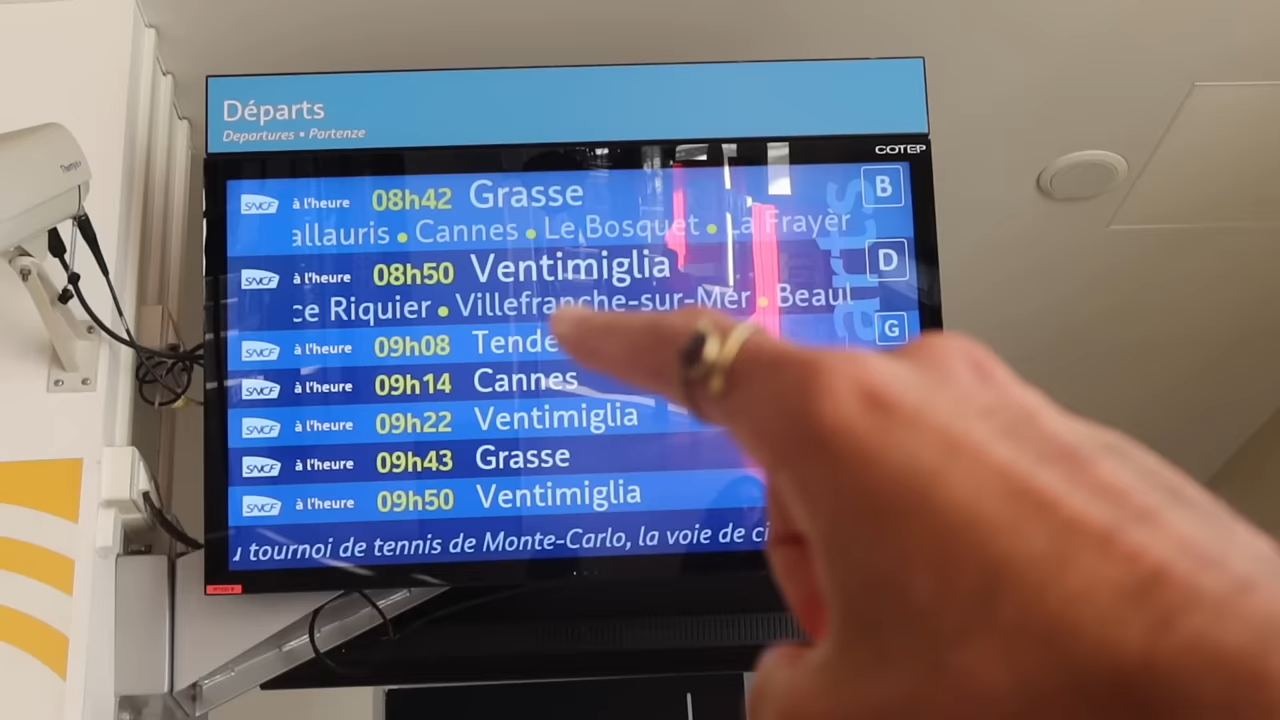 Départs
Departures • Partenze
COTEP
SNCF à l'heure 08h42 Grasse B
allauris • Cannes • Le Bosquet • La Frayèr
SNCF à l'heure 08h50 Ventimiglia D
ce Riquier • Villefranche-sur-Mer • Beaul
SNCF à l'heure 09h08 Tende G
SNCF à l'heure 09h14 Cannes
SNCF à l'heure 09h22 Ventimiglia
SNCF à l'heure 09h43 Grasse
SNCF à l'heure 09h50 Ventimiglia
u tournoi de tennis de Monte-Carlo, la voie de ci
arts